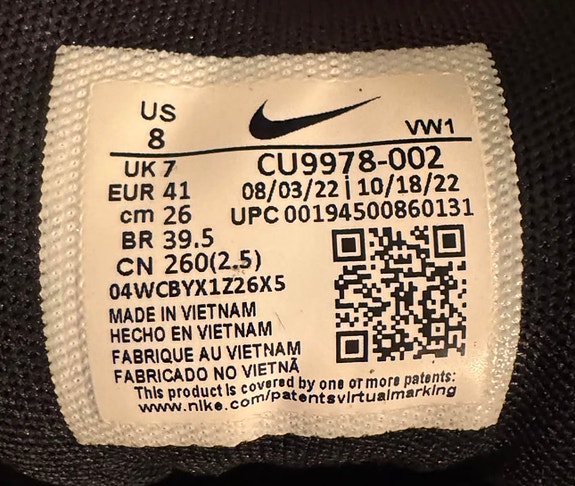 US
8
VW1
UK 7
CU9978-002
EUR 41
08/03/22 | 10/18/22
cm 26
UPC 00194500860131
BR 39.5
CN 260(2.5)
04WCBYX1Z26X5
MADE IN VIETNAM
HECHO EN VIETNAM
FABRIQUE AU VIETNAM
FABRICADO NO VIETNÃ
This product is covered by one or more patents:
www.nike.com/patentsvirtualmarking